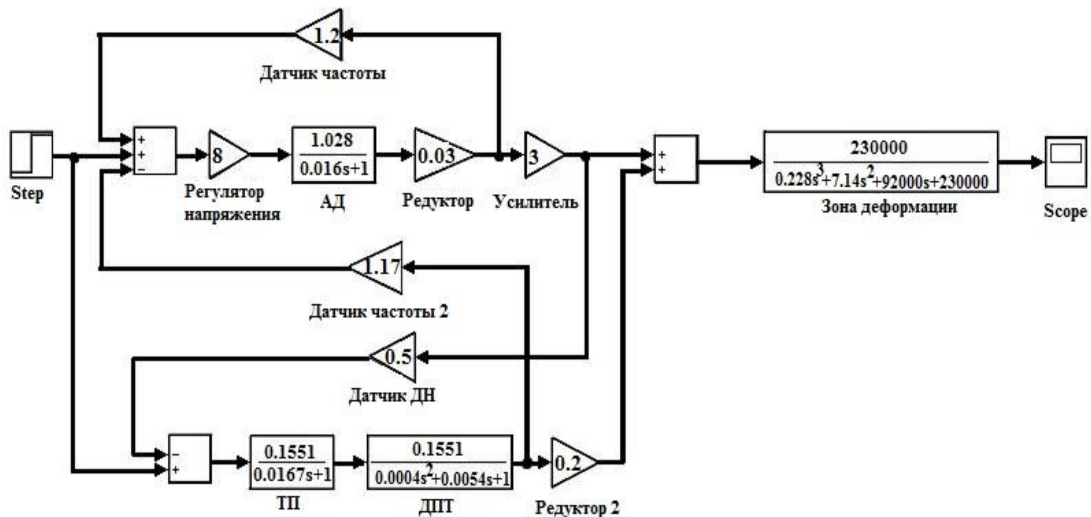 1.2
Датчик частоты
+
+
−
Step
8
Регулятор
напряжения
1.028
0.016s+1
АД
0.03
Редуктор
3
Усилитель
+
+
230000
0.228s3+7.14s2+92000s+230000
Зона деформации
Scope
1.17
Датчик частоты 2
0.5
Датчик ДН
−
+
0.1551
0.0167s+1
ТП
0.1551
0.0004s2+0.0054s+1
ДПТ
0.2
Редуктор 2